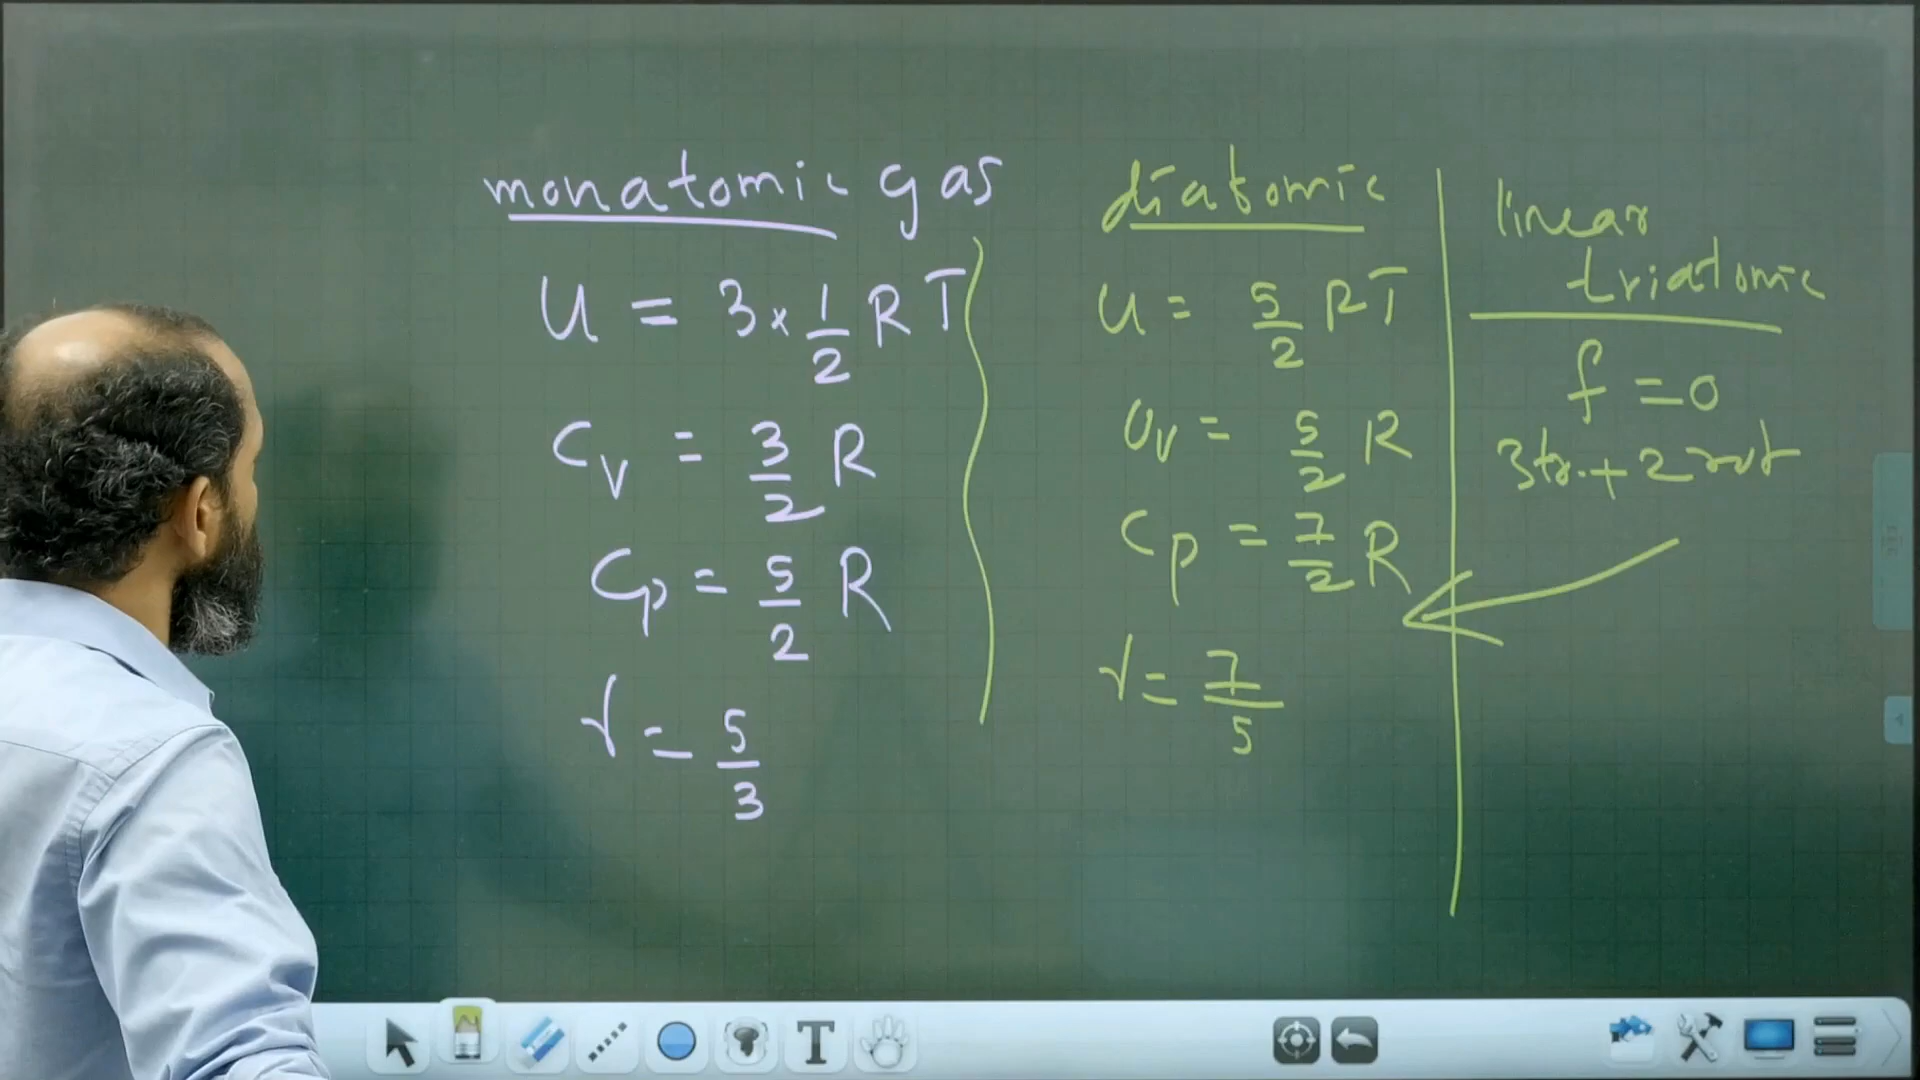 monatomic gas
U = 3 × 1/2 RT
Cv = 3/2 R
Cp = 5/2 R
γ = 5/3
diatomic
U = 5/2 RT
Uv = 5/2 R
Cp = 7/2 R
γ = 7/5
linear
triatomic
f = 0
3tr. + 2 rot
T